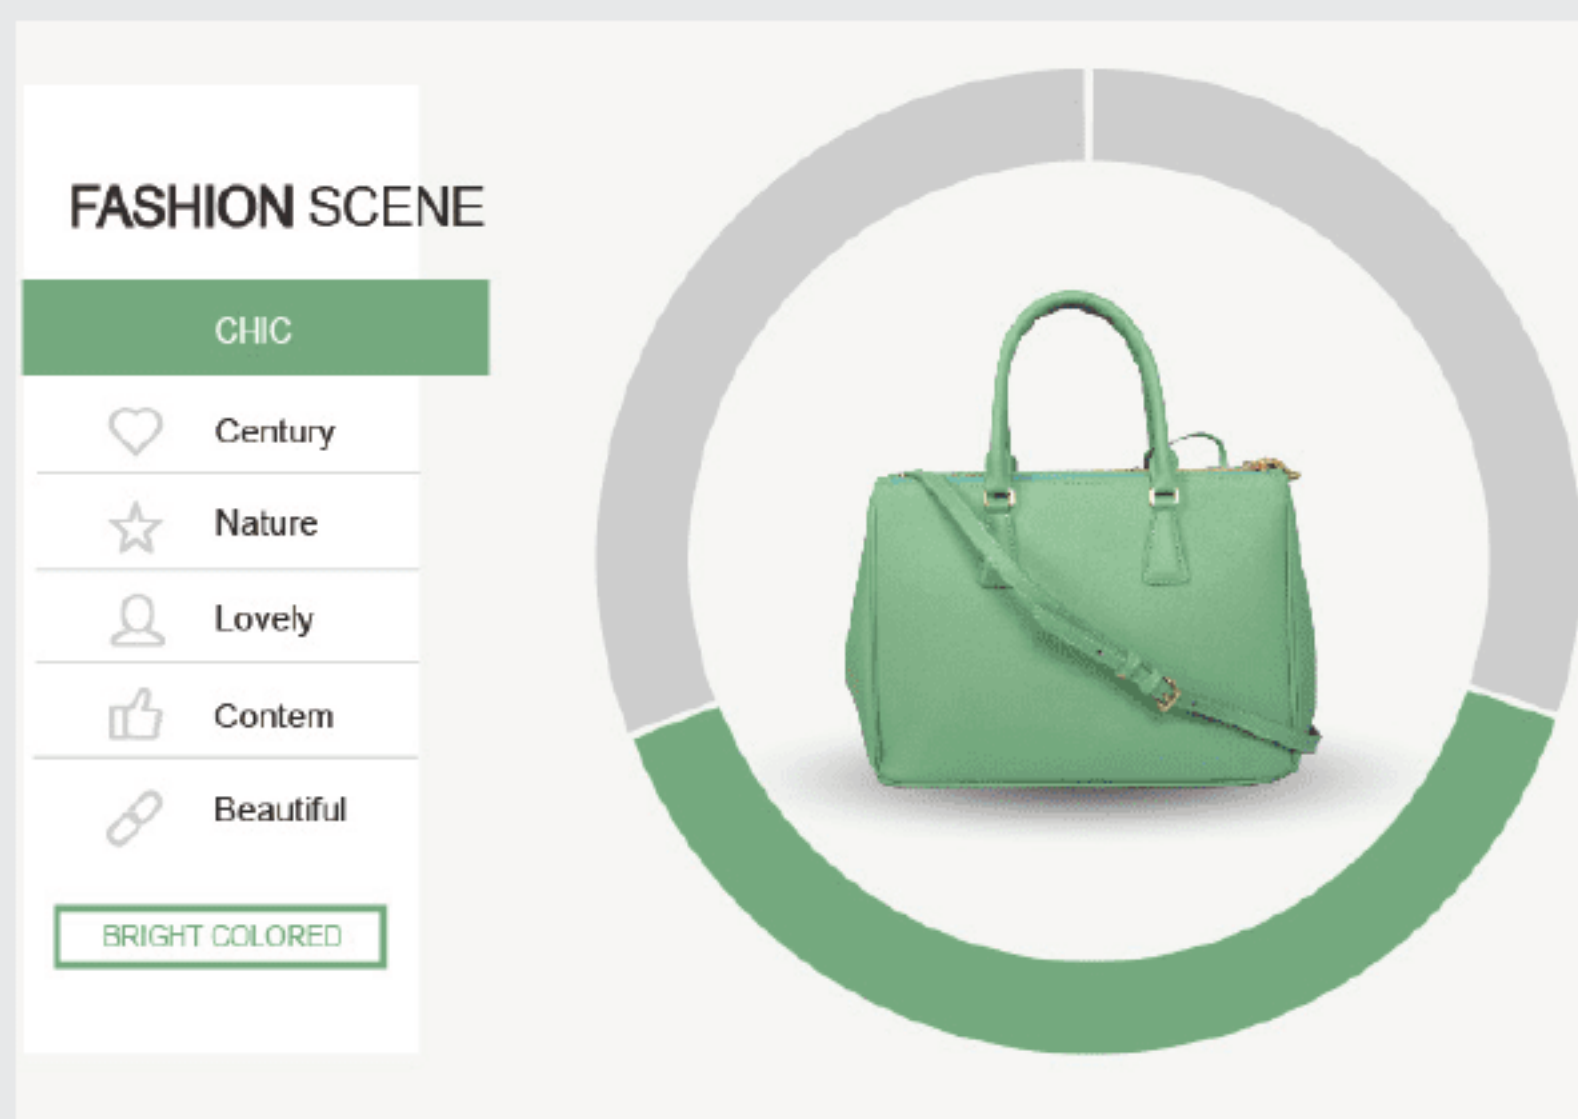 FASHION SCENE
CHIC
Century
Nature
Lovely
Contem
Beautiful
BRIGHT COLORED